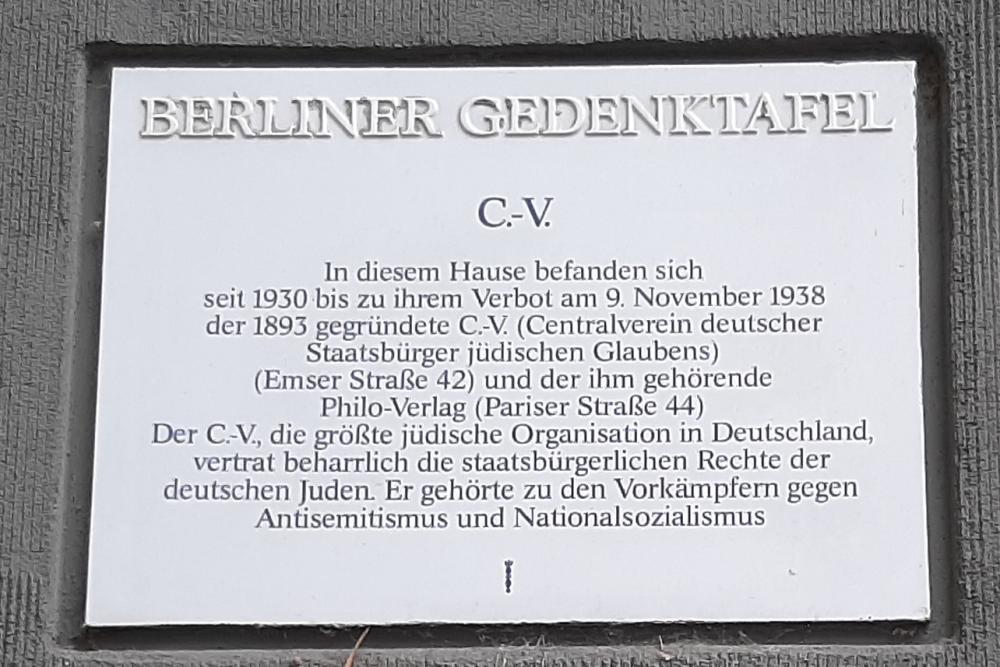 BERLINER GEDENKTAFEL
C.-V.
In diesem Hause befanden sich
seit 1930 bis zu ihrem Verbot am 9. November 1938
der 1893 gegründete C.-V. (Centralverein deutscher
Staatsbürger jüdischen Glaubens)
(Emser Straße 42) und der ihm gehörende
Philo-Verlag (Pariser Straße 44)
Der C.-V., die größte jüdische Organisation in Deutschland,
vertrat beharrlich die staatsbürgerlichen Rechte der
deutschen Juden. Er gehörte zu den Vorkämpfern gegen
Antisemitismus und Nationalsozialismus